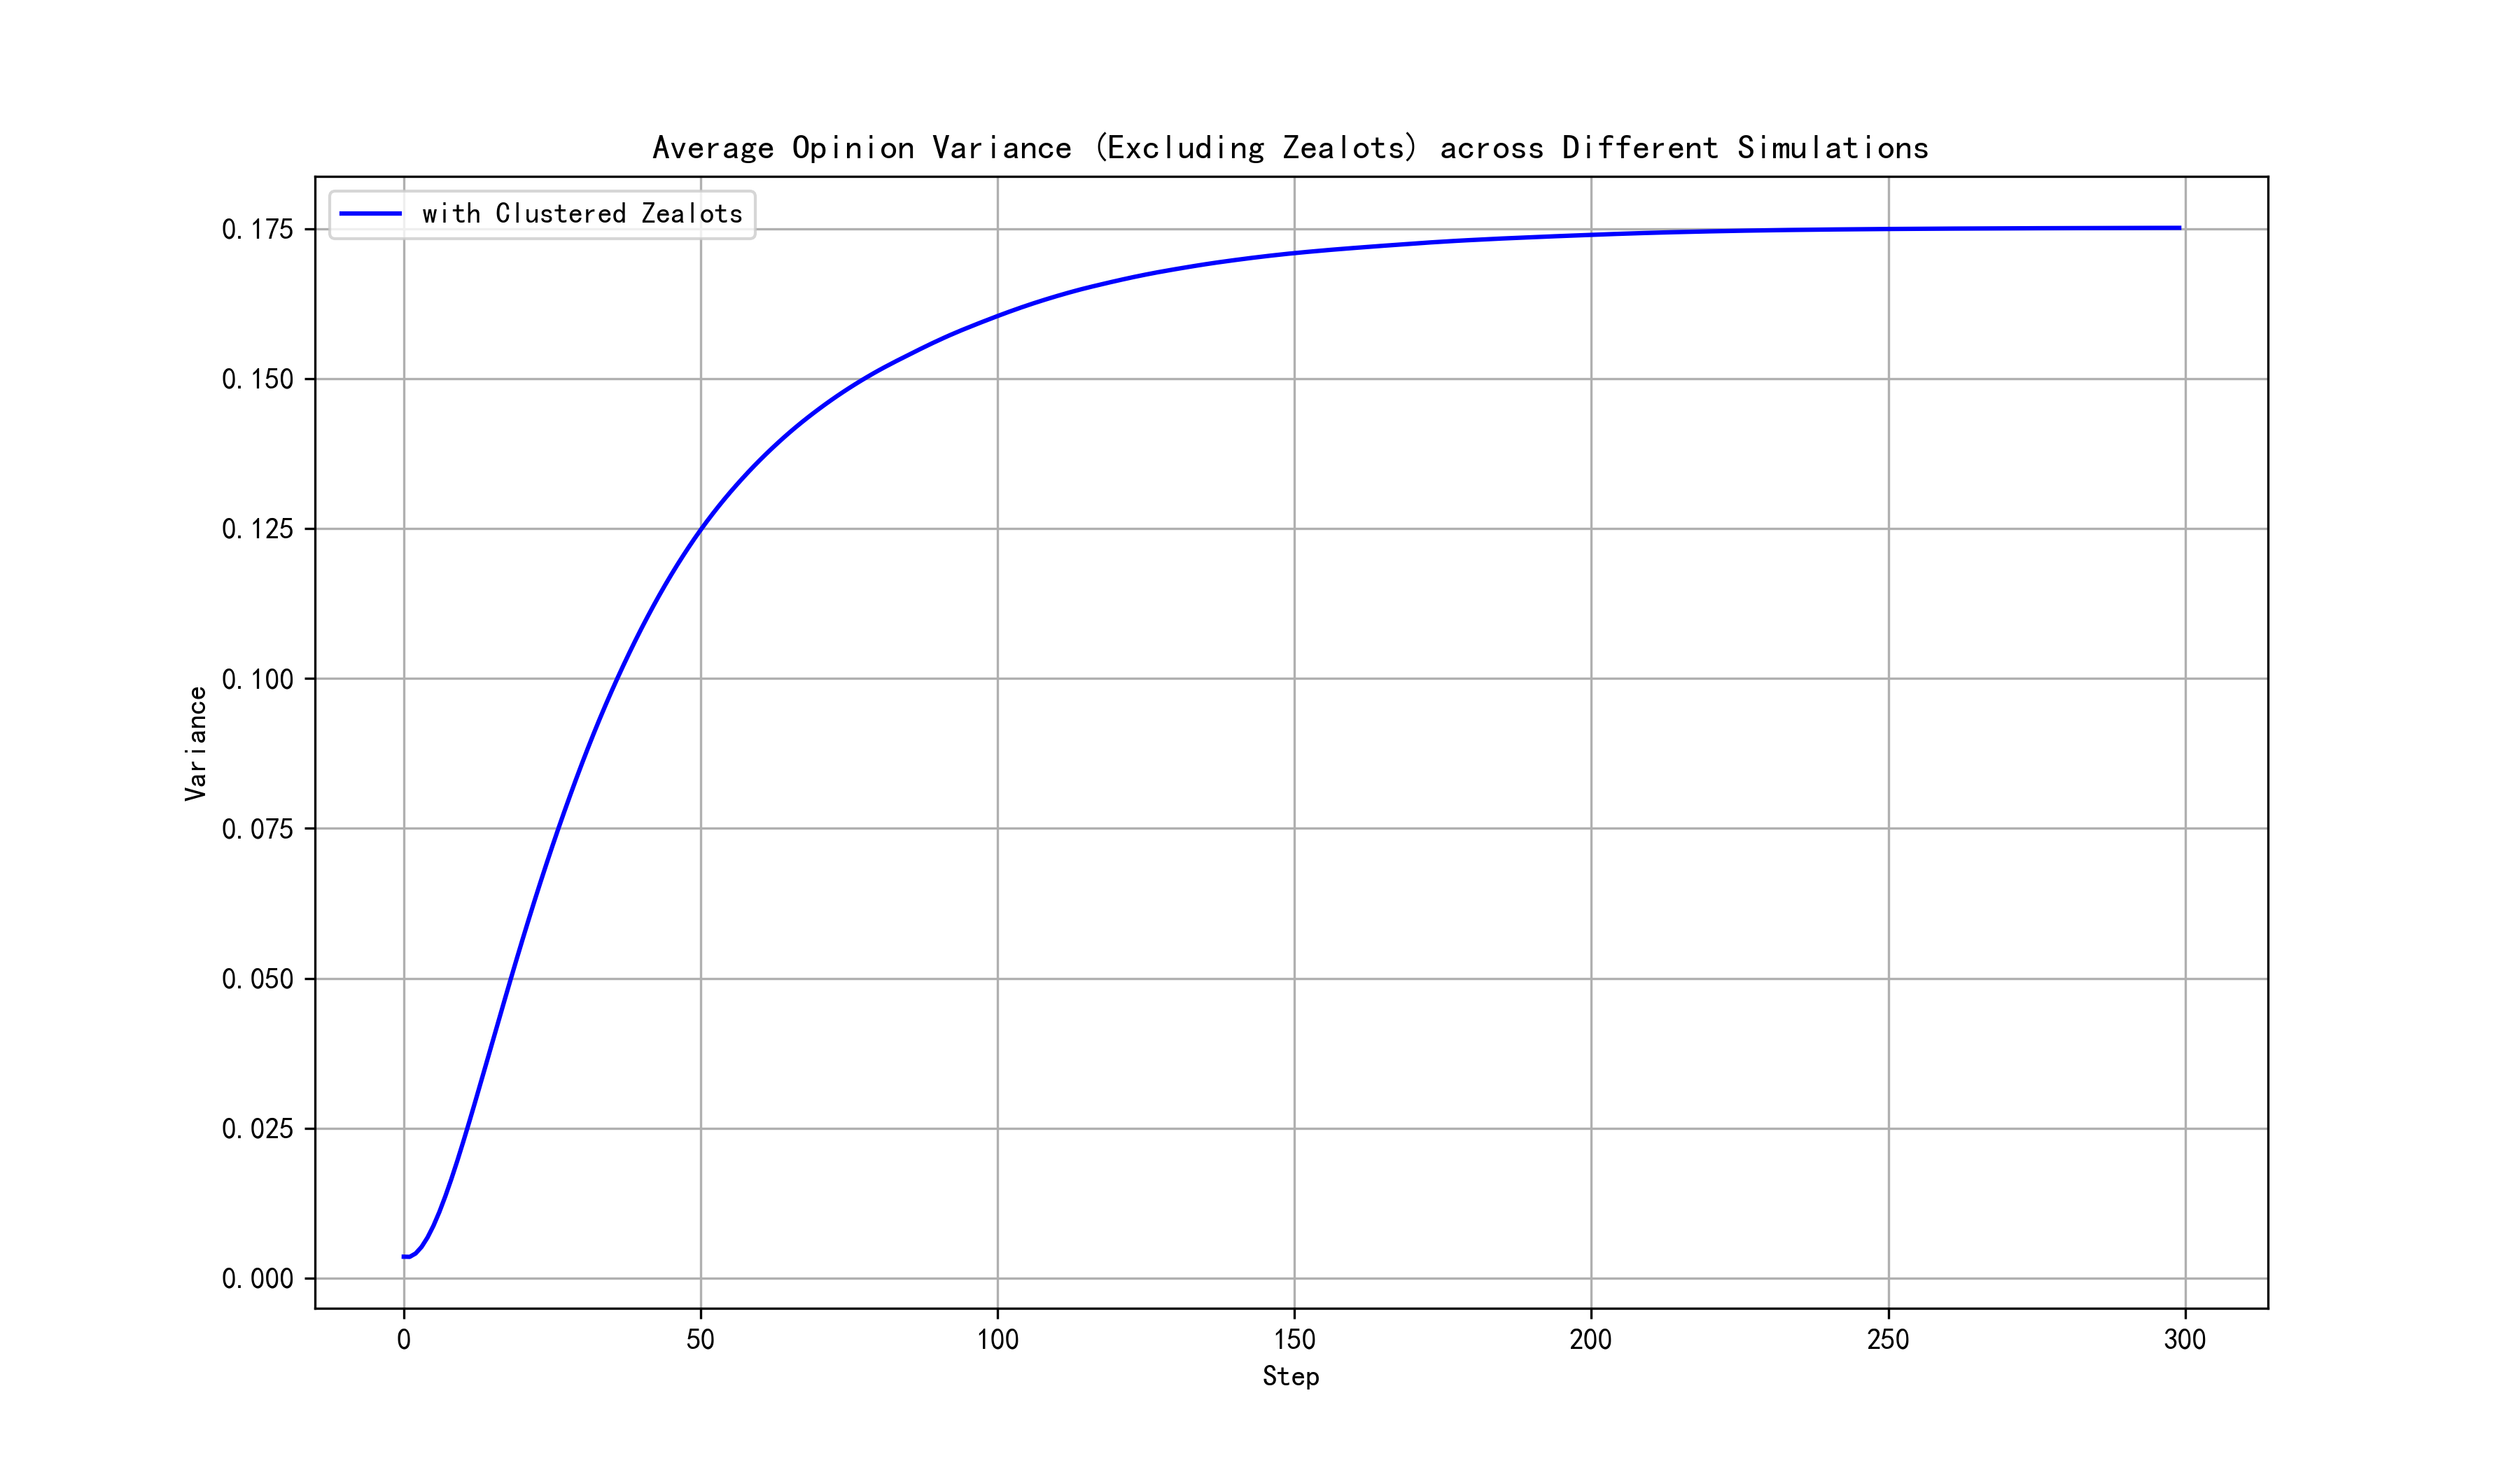 Average Opinion Variance (Excluding Zealots) across Different Simulations
with Clustered Zealots
0.175
0.150
0.125
0.100
0.075
0.050
0.025
0.000
Variance
0 50 100 150 200 250 300
Step